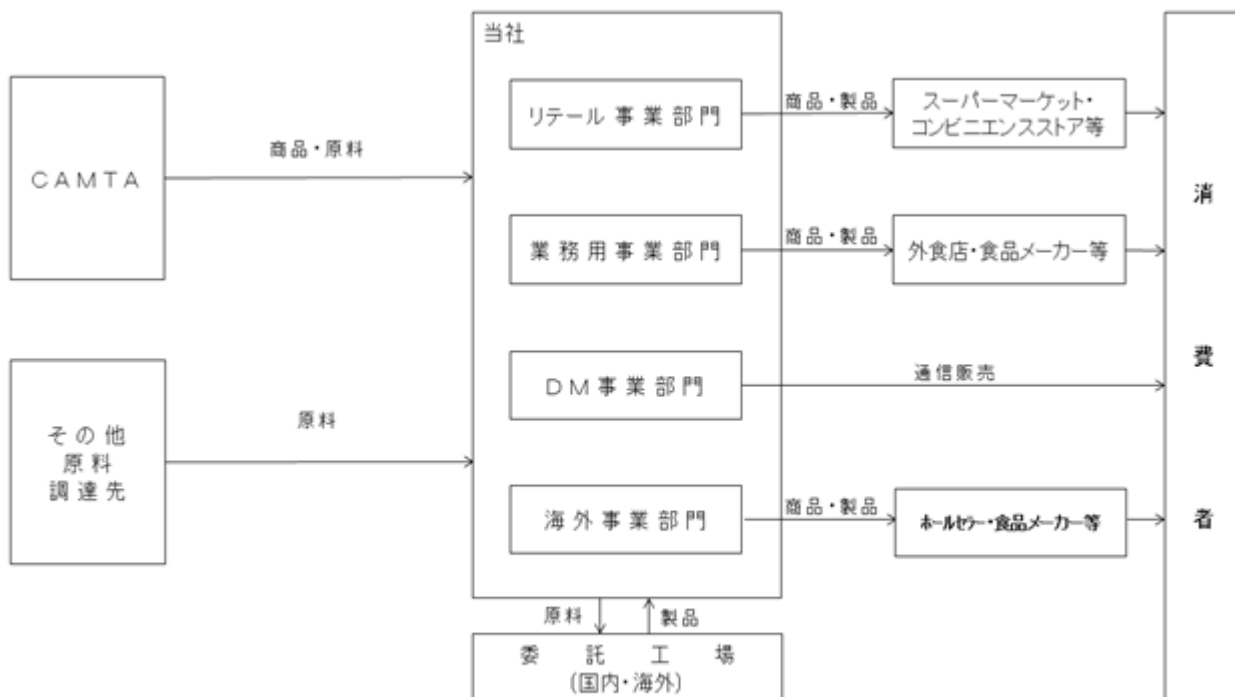 当社
リテール事業部門
商品・製品
スーパーマーケット・
コンビニエンスストア等
商品・原料
CAMTA
業務用事業部門
商品・製品
外食店・食品メーカー等
DM事業部門
通信販売
その他
原料
調達先
原料
海外事業部門
商品・製品
ホールセラー・食品メーカー等
消費者
原料
製品
委託工場
(国内・海外)